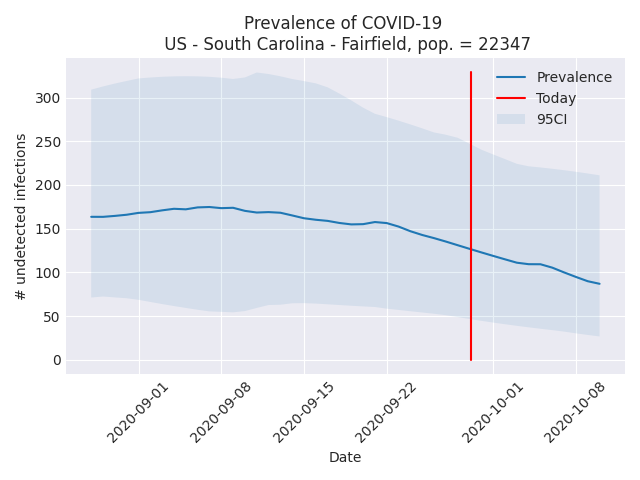 Prevalence of COVID-19
US - South Carolina - Fairfield, pop. = 22347
# undetected infections
300
250
200
150
100
50
0
Prevalence
Today
95CI
2020-09-01
2020-09-08
2020-09-15
2020-09-22
2020-10-01
2020-10-08
Date